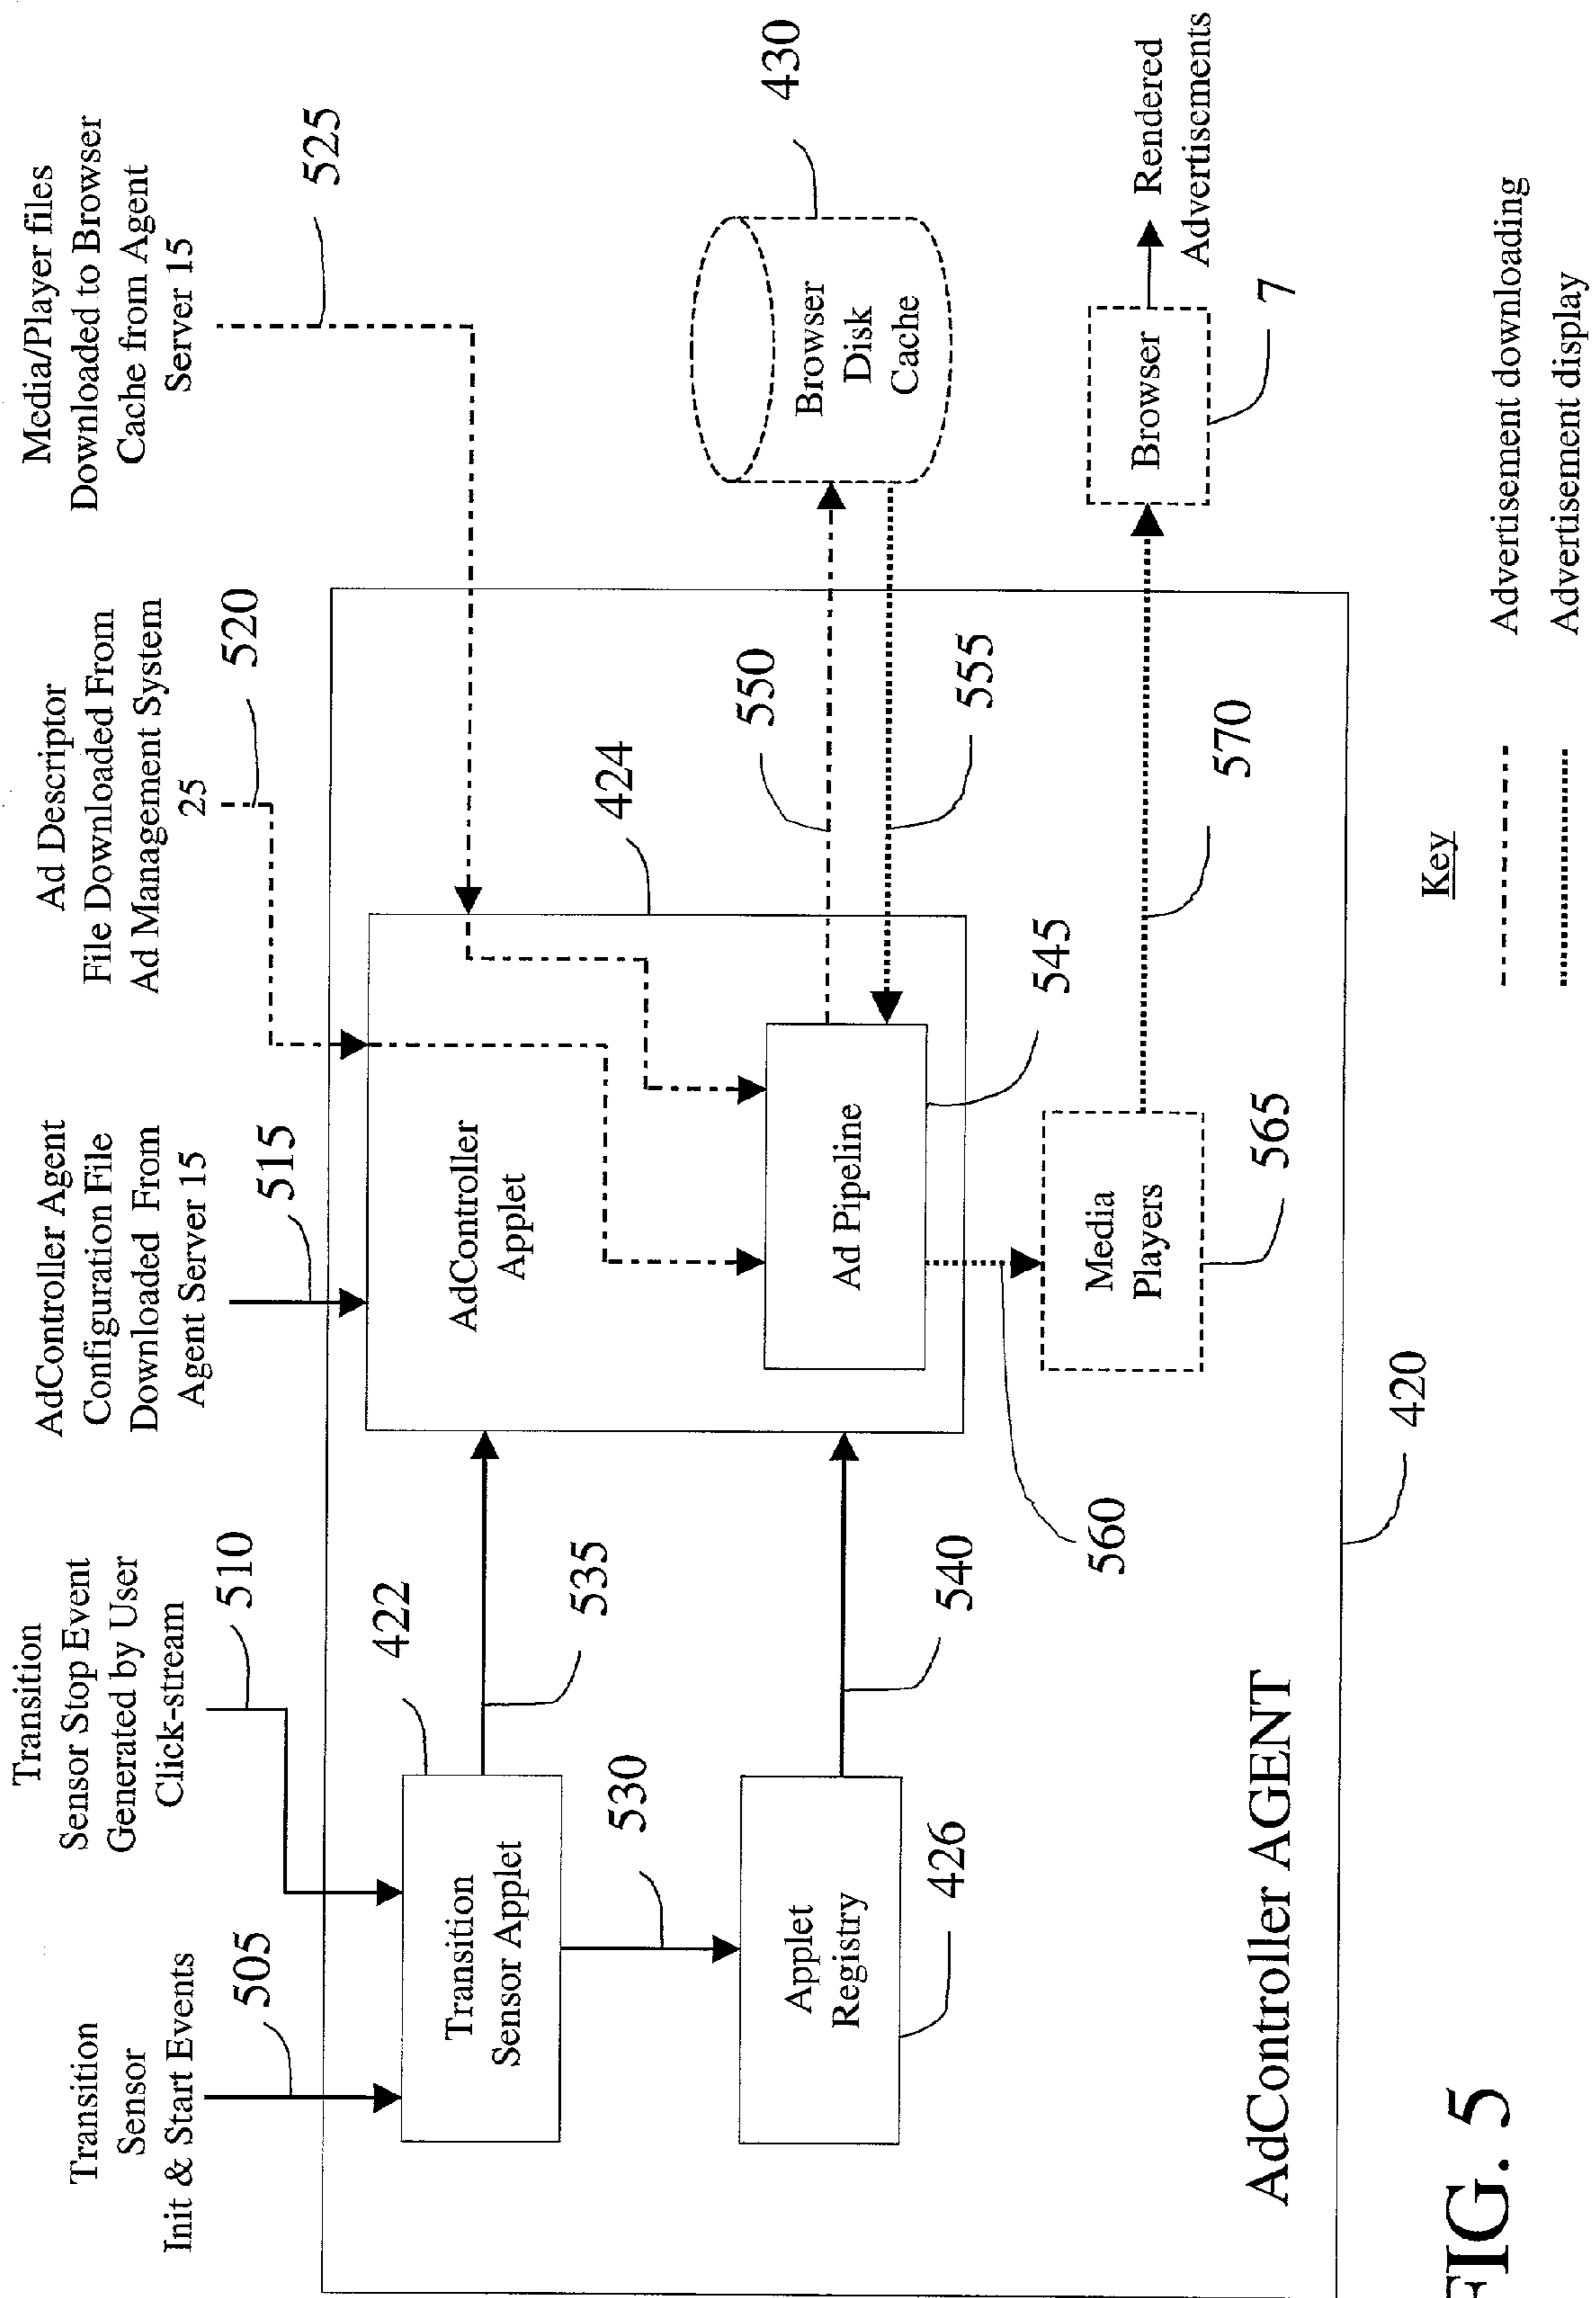 Transition
Sensor
Init & Start Events
505
Transition
Sensor Stop Event
Generated by User
Click-stream
510
AdController Agent
Configuration File
Downloaded From
Agent Server 15
515
Ad Descriptor
File Downloaded From
Ad Management System
25
520
Media/Player files
Downloaded to Browser
Cache from Agent
Server 15
525
Transition
Sensor Applet
422
535
530
Applet
Registry
426
540
AdController
Applet
424
Ad Pipeline
545
550
555
Browser
Disk
Cache
430
560
Media
Players
565
570
Browser
7
Rendered
Advertisements
AdController AGENT
420
Key
Advertisement downloading
Advertisement display
FIG. 5